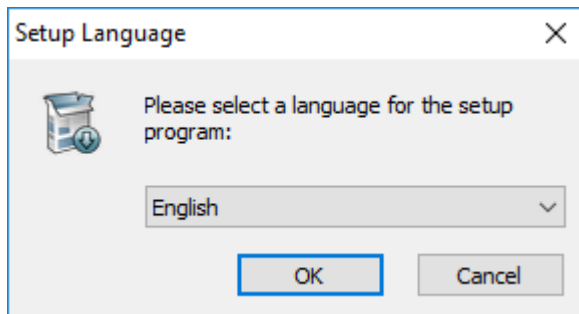 Setup Language
Please select a language for the setup
program:
English
OK
Cancel